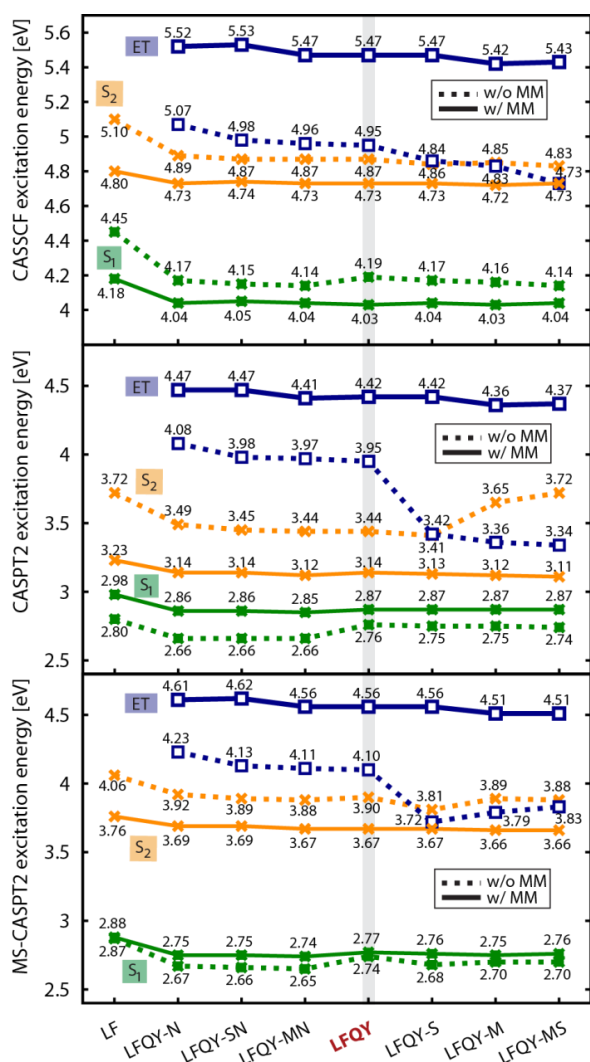 CASSCF excitation energy [eV]
5.6
5.4
5.2
5
4.8
4.6
4.4
4.2
4
ET
5.52 5.53 5.47 5.47 5.47 5.42 5.43
w/o MM
w/ MM
S2
5.10
5.07 4.98 4.96 4.95 4.84 4.83 4.73
4.89 4.87 4.87 4.87 4.86 4.85 4.83
4.80 4.73 4.74 4.73 4.73 4.73 4.72 4.73
4.45 4.17 4.15 4.14 4.19 4.17 4.16 4.14
S1
4.18 4.04 4.05 4.04 4.03 4.04 4.03 4.04
CASPT2 excitation energy [eV]
4.5
4
3.5
3
2.5
ET
4.47 4.47 4.41 4.42 4.42 4.36 4.37
w/o MM
w/ MM
4.08 3.98 3.97 3.95 3.42 3.36 3.34
S2
3.72 3.49 3.45 3.44 3.44 3.41 3.65 3.72
3.23 3.14 3.14 3.12 3.14 3.13 3.12 3.11
S1
2.98 2.86 2.86 2.85 2.87 2.87 2.87 2.87
2.80 2.66 2.66 2.66 2.76 2.75 2.75 2.74
MS-CASPT2 excitation energy [eV]
4.5
4
3.5
3
2.5
ET
4.61 4.62 4.56 4.56 4.56 4.51 4.51
4.23 4.13 4.11 4.10 3.72 3.79 3.83
4.06 3.92 3.89 3.88 3.90 3.81 3.89 3.88
3.76 3.69 3.69 3.67 3.67 3.67 3.66 3.66
S2
w/o MM
w/ MM
2.88 2.75 2.75 2.74 2.77 2.76 2.75 2.76
2.87 2.67 2.66 2.65 2.74 2.68 2.70 2.70
S1
LF LFQY-N LFQY-SN LFQY-MN LFQY LFQY-S LFQY-M LFQY-MS